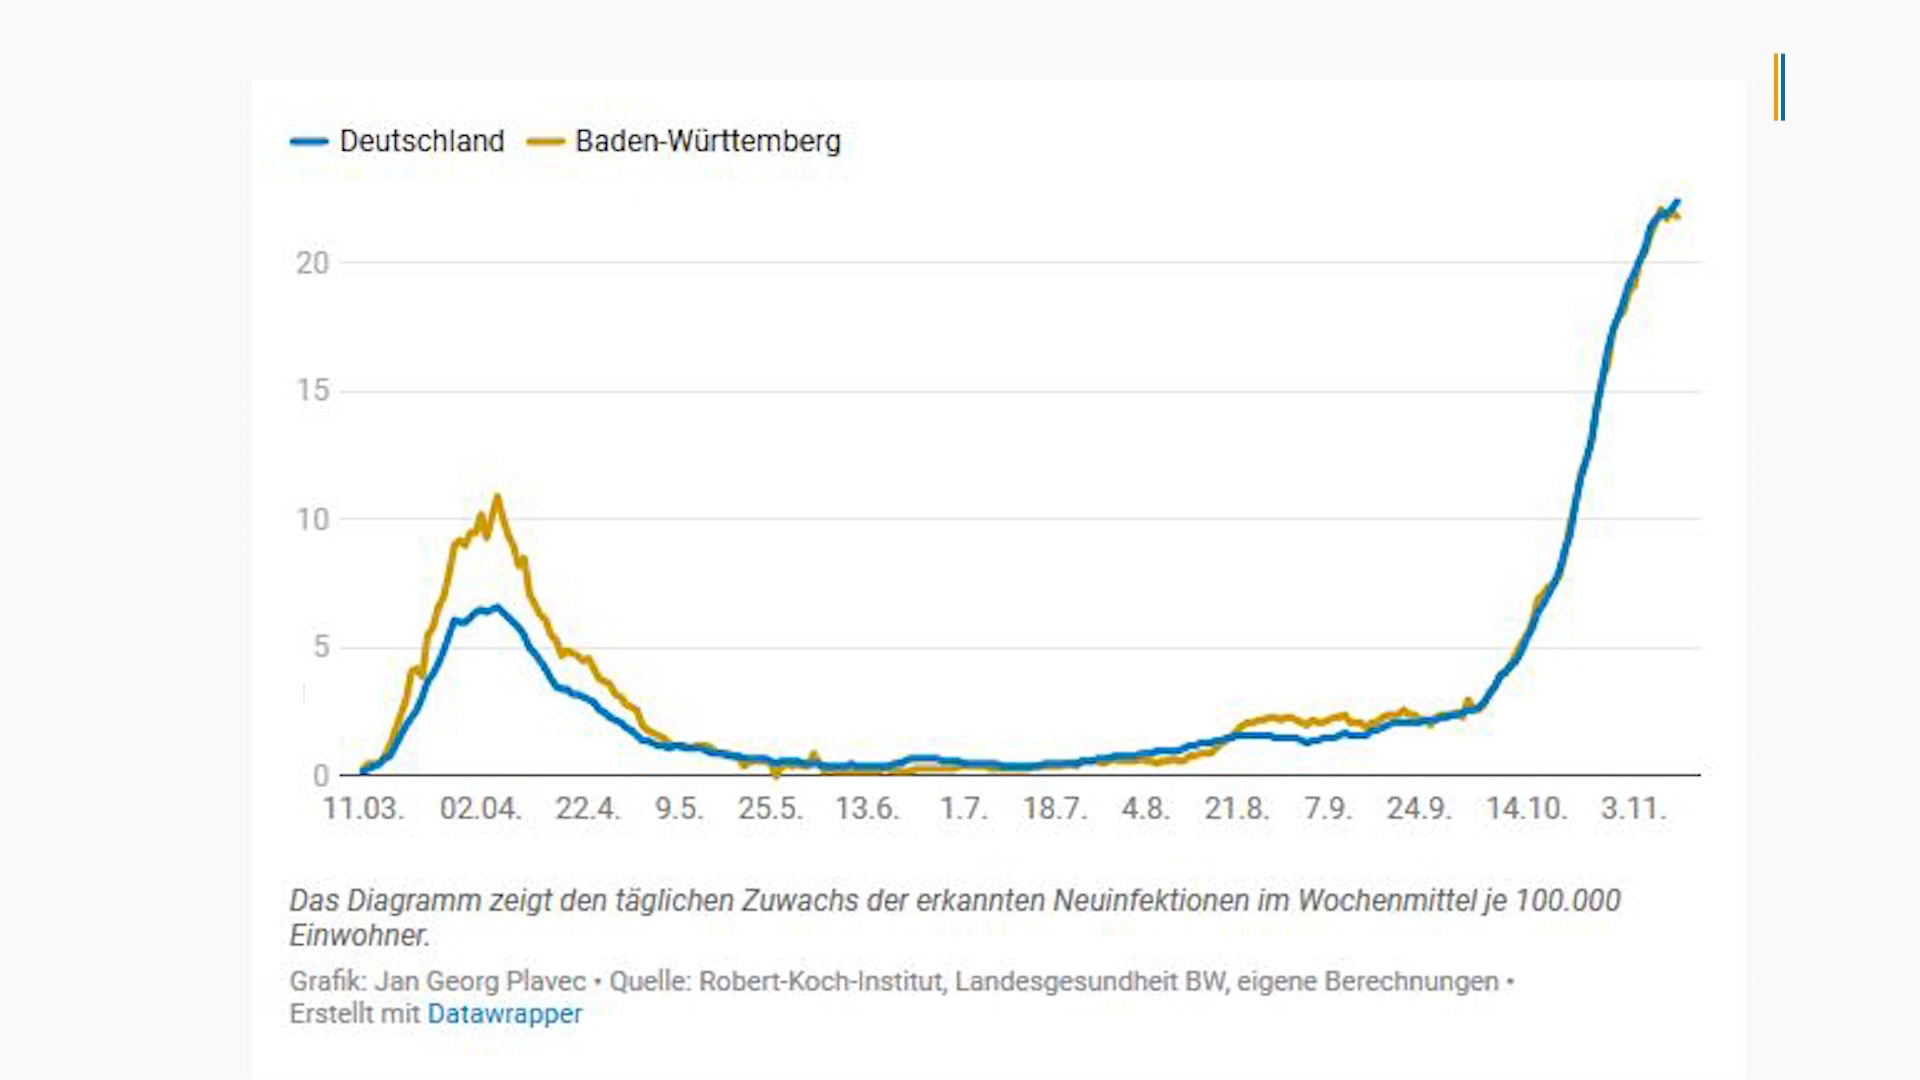 Deutschland Baden-Württemberg
20
15
10
5
0
11.03. 02.04. 22.4. 9.5. 25.5. 13.6. 1.7. 18.7. 4.8. 21.8. 7.9. 24.9. 14.10. 3.11.
Das Diagramm zeigt den täglichen Zuwachs der erkannten Neuinfektionen im Wochenmittel je 100.000
Einwohner.
Grafik: Jan Georg Plavec • Quelle: Robert-Koch-Institut, Landesgesundheit BW, eigene Berechnungen •
Erstellt mit Datawrapper